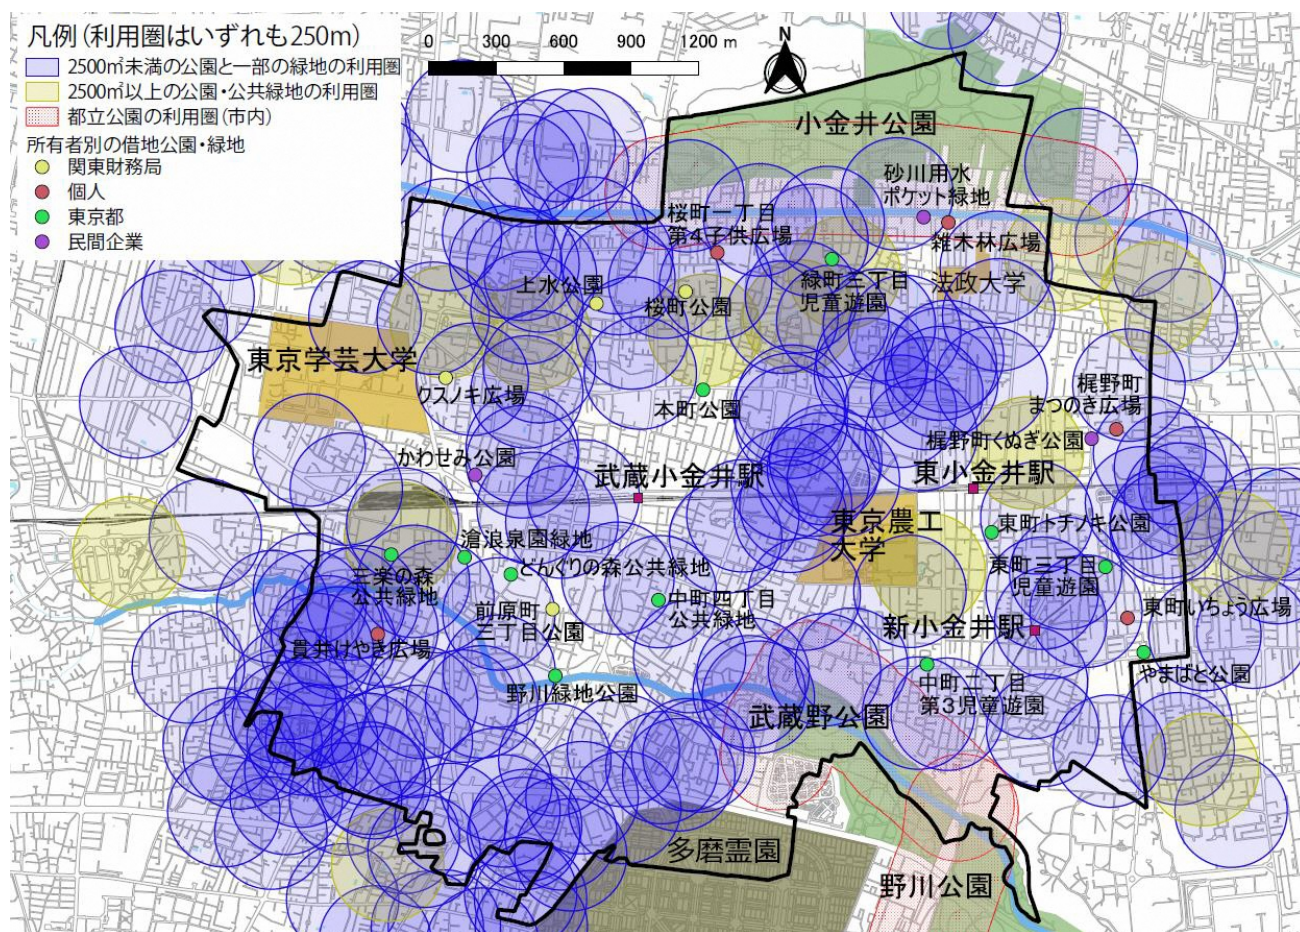 凡例(利用圏はいずれも250m)
2500㎡未満の公園と一部の緑地の利用圏
2500㎡以上の公園・公共緑地の利用圏
都立公園の利用圏(市内)
所有者別の借地公園・緑地
関東財務局
個人
東京都
民間企業
0 300 600 900 1200 m
N
小金井公園
砂川用水
ポケット緑地
桜町一丁目
第4子供広場
雑木林広場
上水公園
桜町公園
緑町三丁目
児童遊園
法政大学
東京学芸大学
クスノキ広場
本町公園
梶野町
まつのき広場
梶野町くぬぎ公園
かわせみ公園
武蔵小金井駅
東小金井駅
東京農工
大学
東町トチノキ公園
滄浪泉園緑地
どんぐりの森公共緑地
三楽の森
公共緑地
東町三丁目
児童遊園
前原町
三丁目公園
中町四丁目
公共緑地
東町いちょう広場
新小金井駅
貫井けやき広場
やまばと公園
野川緑地公園
中町二丁目
第3児童遊園
武蔵野公園
多磨霊園
野川公園